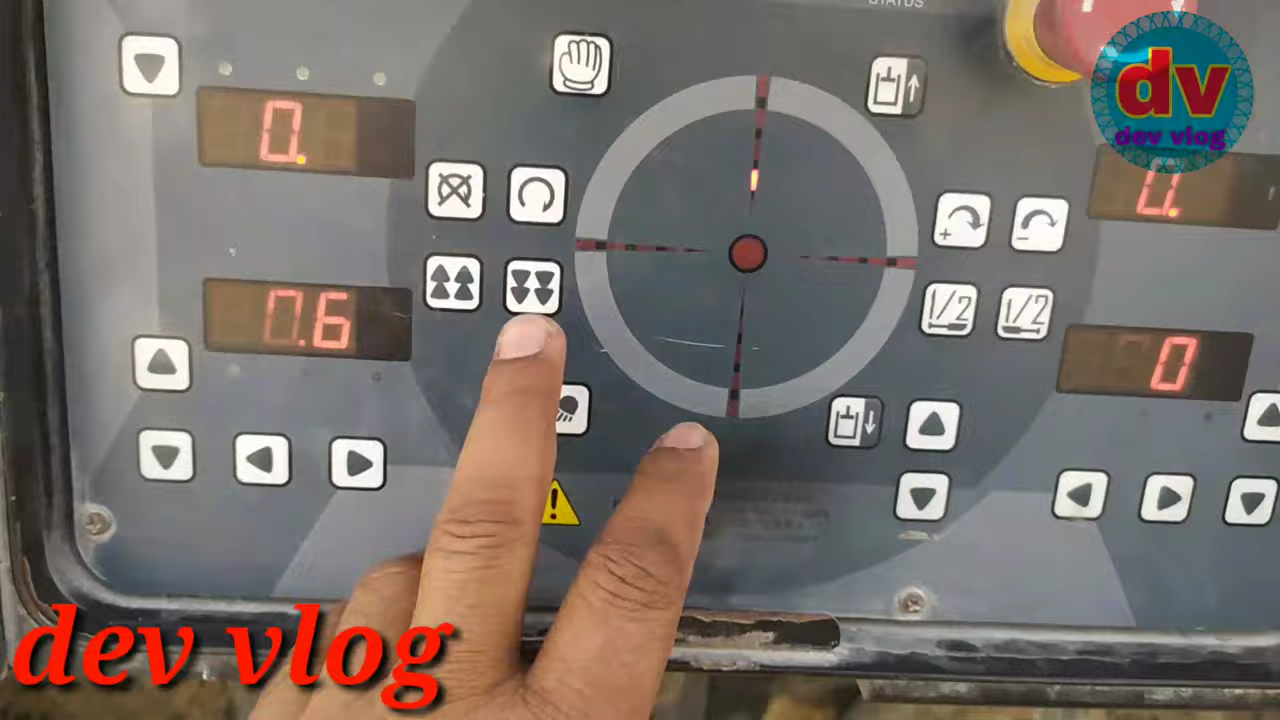 STATUS
dv
dev vlog
0.
0.
0.6
1/2
1/2
0
+
-
dev vlog